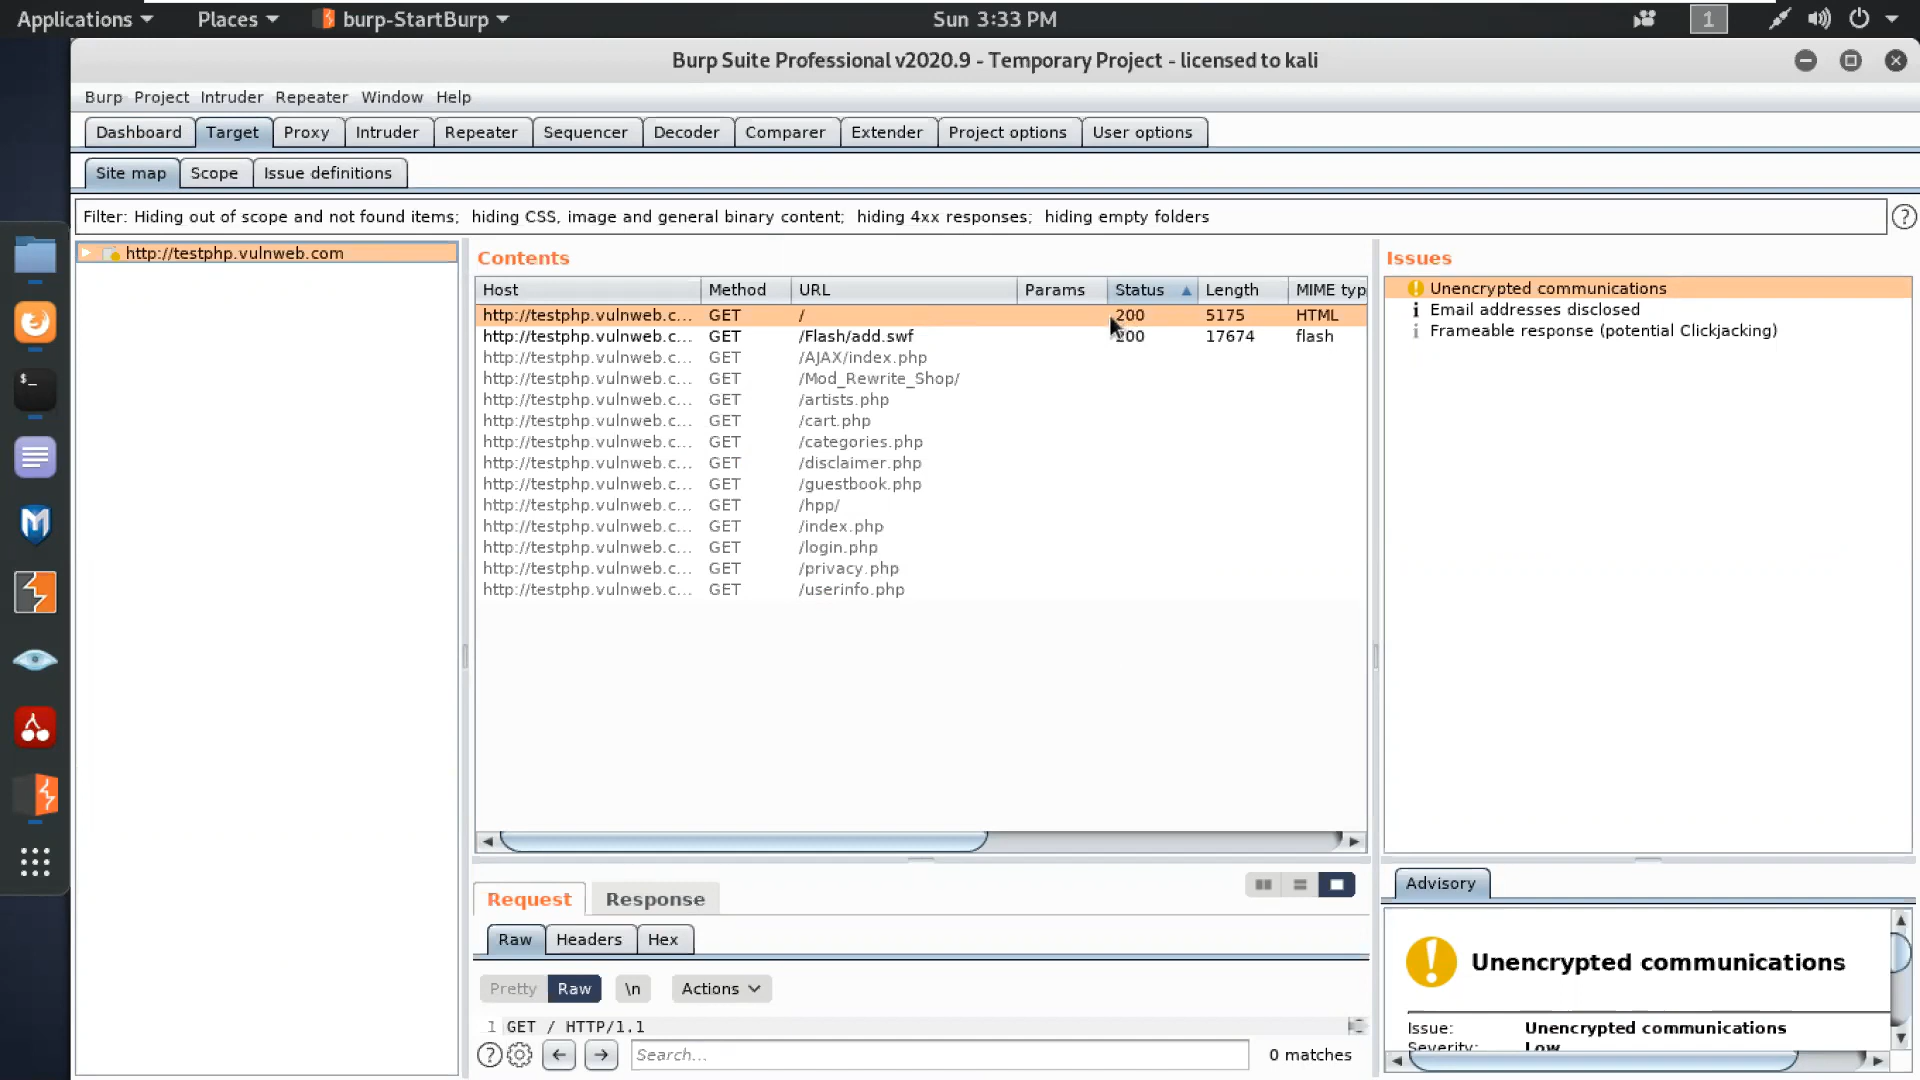 Applications Places burp-StartBurp Sun 3:33 PM 1
Burp Suite Professional v2020.9 - Temporary Project - licensed to kali
Burp Project Intruder Repeater Window Help
Dashboard Target Proxy Intruder Repeater Sequencer Decoder Comparer Extender Project options User options
Site map Scope Issue definitions
Filter: Hiding out of scope and not found items; hiding CSS, image and general binary content; hiding 4xx responses; hiding empty folders ?
http://testphp.vulnweb.com
Contents
Host Method URL Params Status Length MIME typ
http://testphp.vulnweb.c... GET / 200 5175 HTML
http://testphp.vulnweb.c... GET /Flash/add.swf 200 17674 flash
http://testphp.vulnweb.c... GET /AJAX/index.php
http://testphp.vulnweb.c... GET /Mod_Rewrite_Shop/
http://testphp.vulnweb.c... GET /artists.php
http://testphp.vulnweb.c... GET /cart.php
http://testphp.vulnweb.c... GET /categories.php
http://testphp.vulnweb.c... GET /disclaimer.php
http://testphp.vulnweb.c... GET /guestbook.php
http://testphp.vulnweb.c... GET /hpp/
http://testphp.vulnweb.c... GET /index.php
http://testphp.vulnweb.c... GET /login.php
http://testphp.vulnweb.c... GET /privacy.php
http://testphp.vulnweb.c... GET /userinfo.php
Issues
Unencrypted communications
Email addresses disclosed
Frameable response (potential Clickjacking)
Request Response
Raw Headers Hex
Pretty Raw \n Actions
1 GET / HTTP/1.1
? Search... 0 matches
Advisory
Unencrypted communications
Issue: Unencrypted communications
Severity: Low